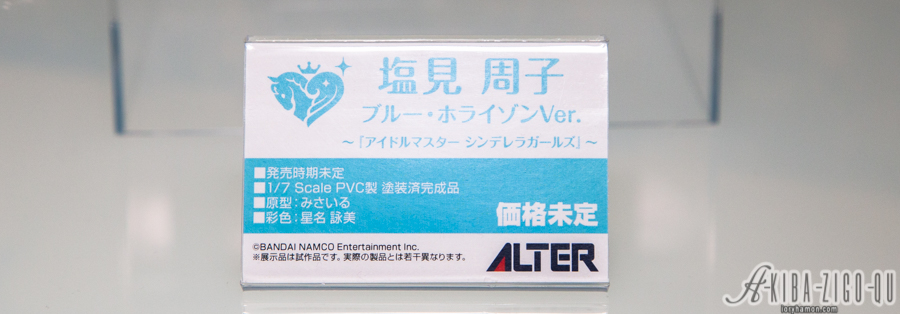 塩見 周子
ブルー・ホライゾンVer.
～『アイドルマスター シンデレラガールズ』～
■発売時期未定
■1/7 Scale PVC製 塗装済完成品
■原型：みさいる
■彩色：星名 詠美
価格未定
©BANDAI NAMCO Entertainment Inc.
※展示品は試作品です。実際の製品とは若干異なります。
ALTER
A-KIBA-ZIGO-QU
losyhamon.com